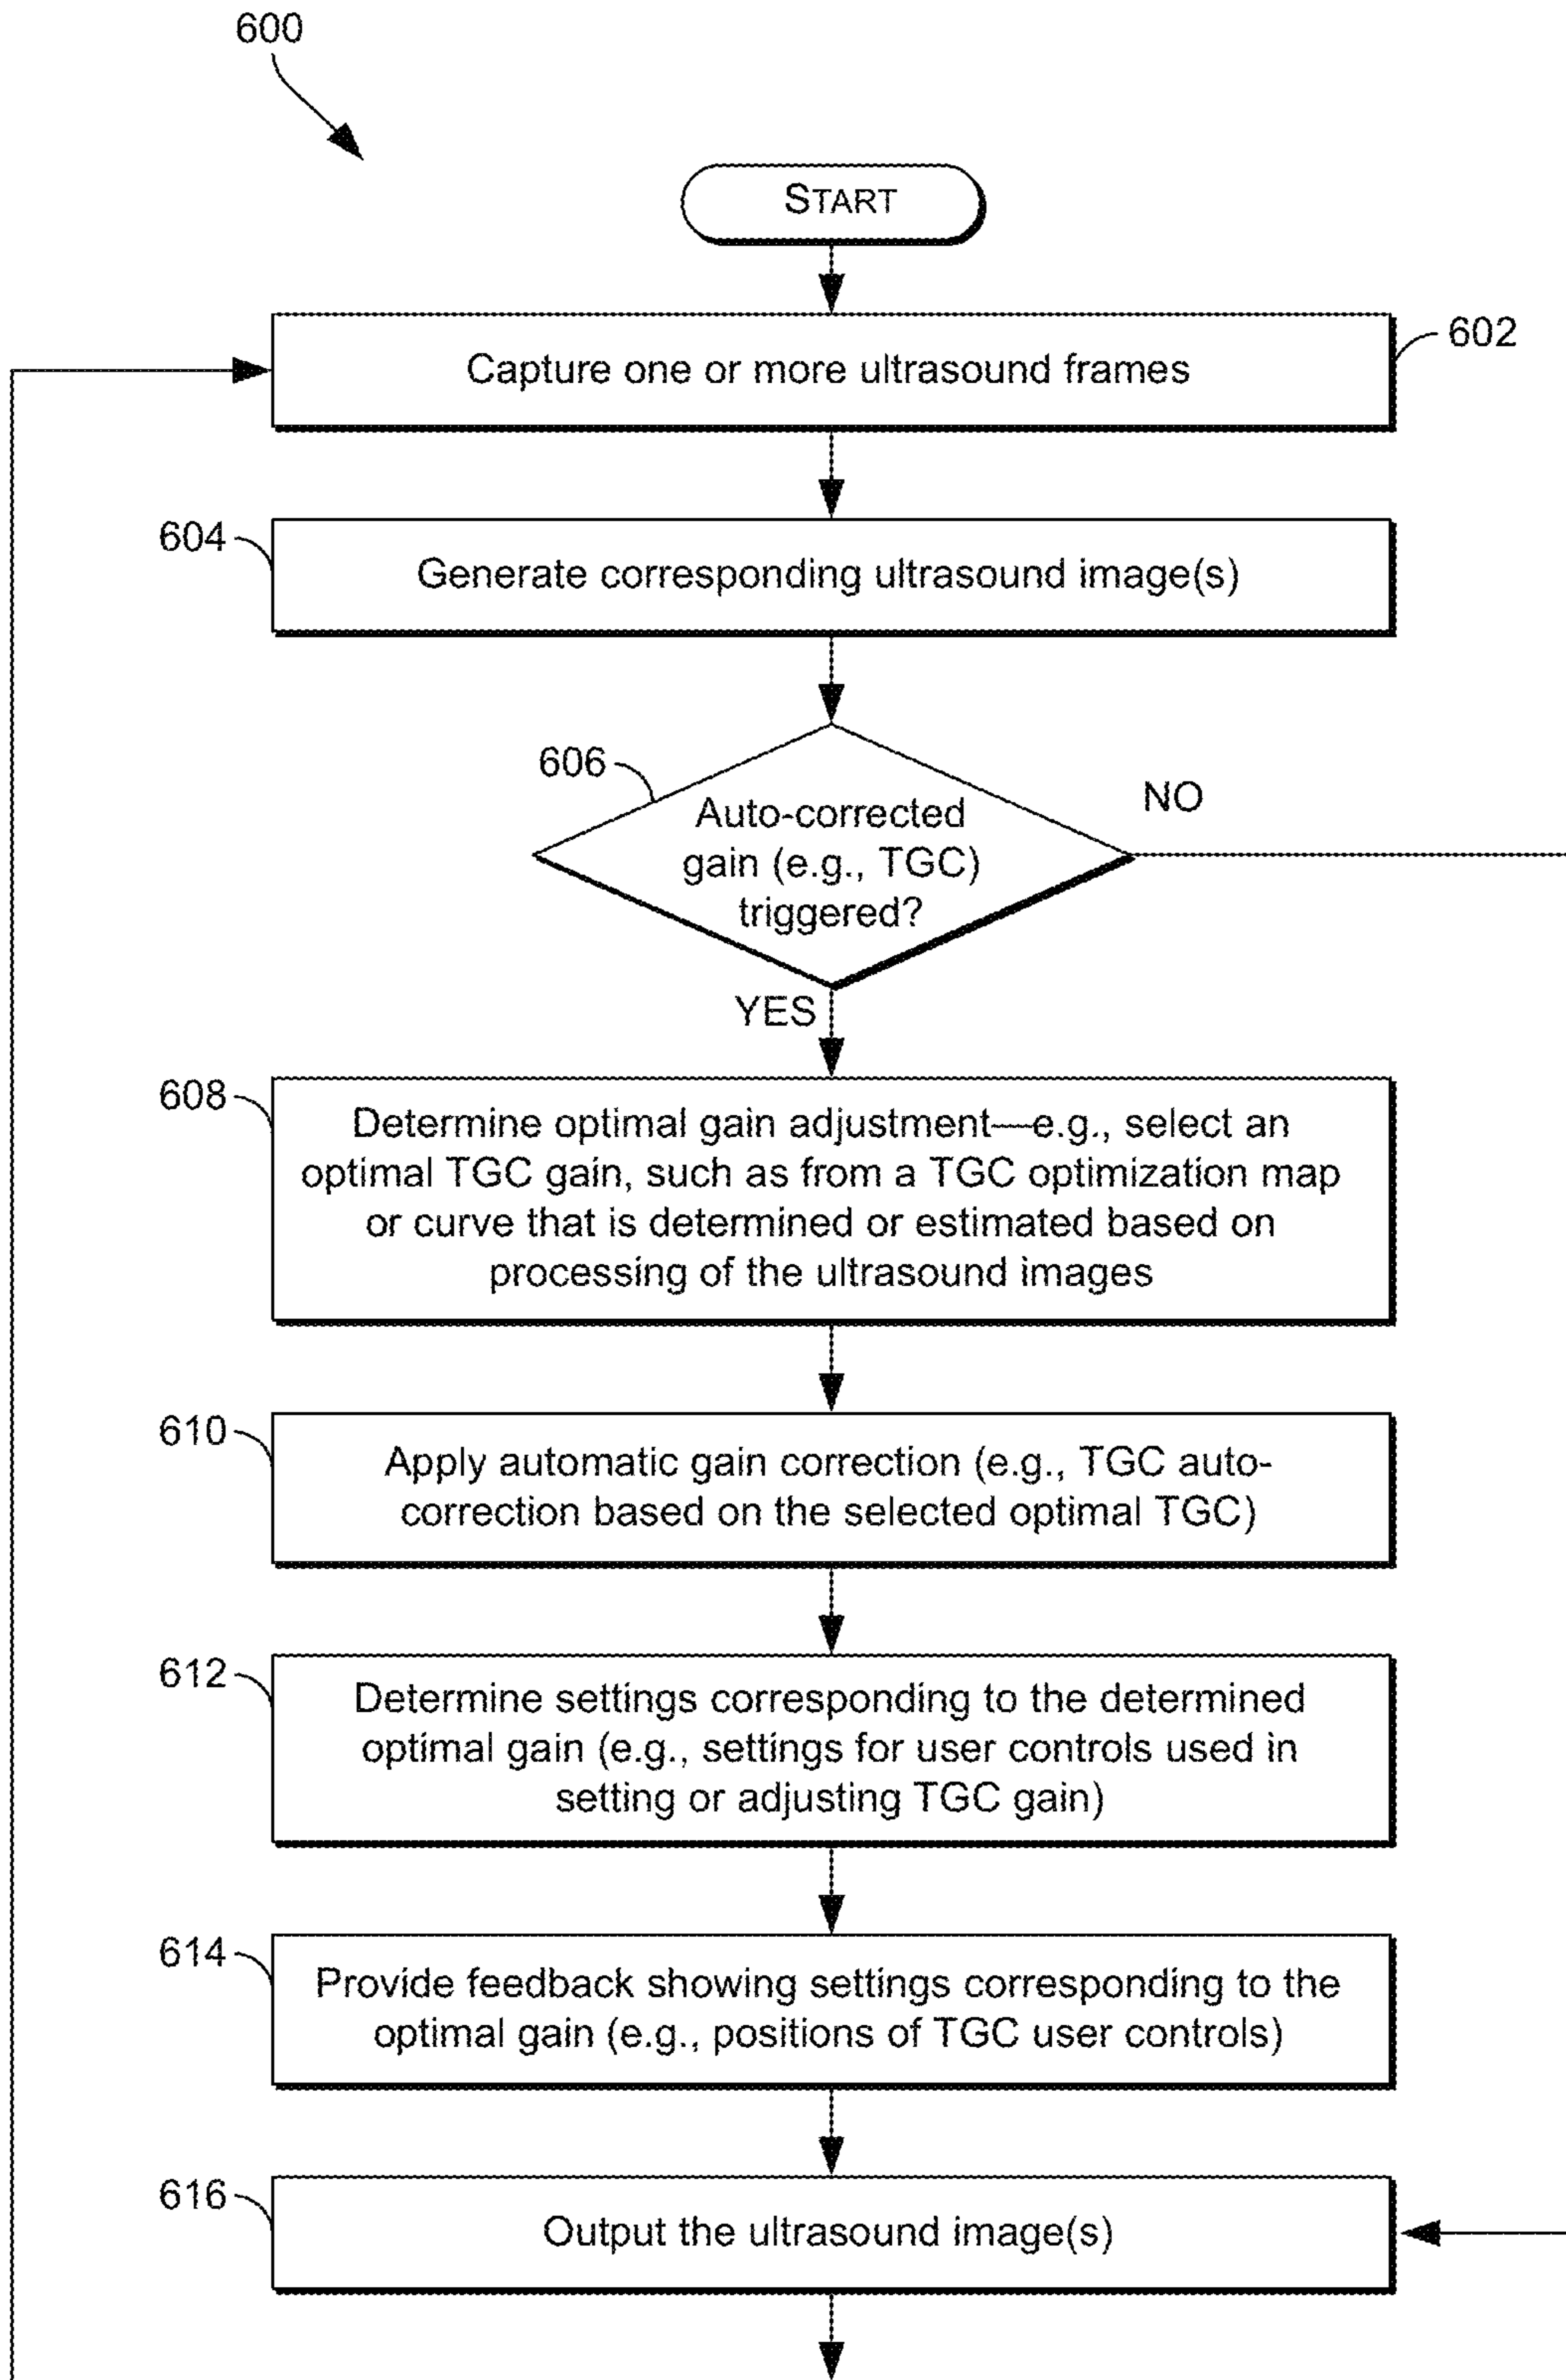 600
START
Capture one or more ultrasound frames
602
604
Generate corresponding ultrasound image(s)
606
Auto-corrected
gain (e.g., TGC)
triggered?
NO
YES
608
Determine optimal gain adjustment—e.g., select an
optimal TGC gain, such as from a TGC optimization map
or curve that is determined or estimated based on
processing of the ultrasound images
610
Apply automatic gain correction (e.g., TGC auto-
correction based on the selected optimal TGC)
612
Determine settings corresponding to the determined
optimal gain (e.g., settings for user controls used in
setting or adjusting TGC gain)
614
Provide feedback showing settings corresponding to the
optimal gain (e.g., positions of TGC user controls)
616
Output the ultrasound image(s)